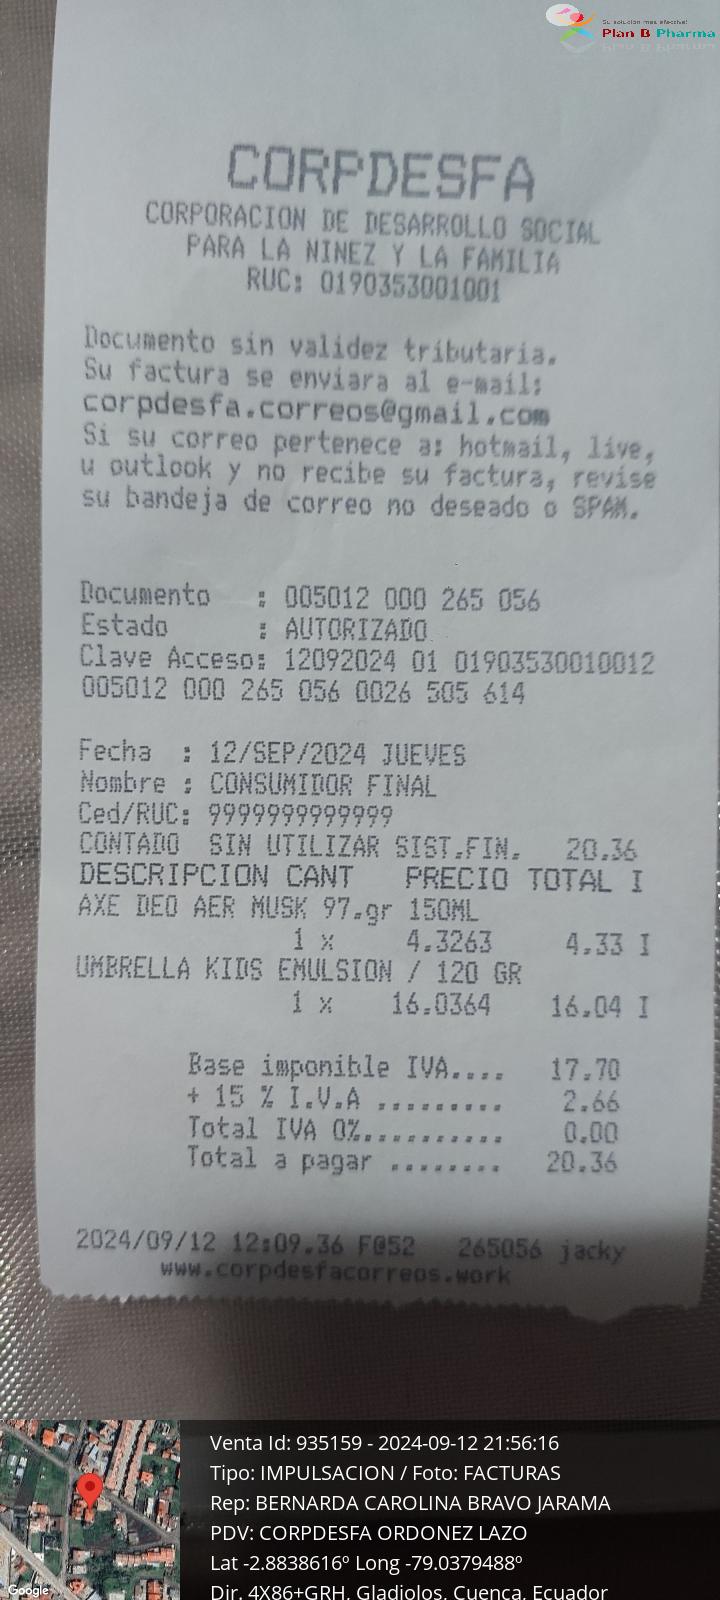 Su solución más efectiva!
Plan B Pharma
CORPDESFA
CORPORACION DE DESARROLLO SOCIAL
PARA LA NINEZ Y LA FAMILIA
RUC: 0190353001001
Documento sin validez tributaria.
Su factura se enviara al e-mail:
corpdesfa.correos@gmail.com
Si su correo pertenece a: hotmail, live,
u outlook y no recibe su factura, revise
su bandeja de correo no deseado o SPAM.
Documento : 005012 000 265 056
Estado : AUTORIZADO
Clave Acceso: 12092024 01 01903530010012
005012 000 265 056 0026 505 614
Fecha : 12/SEP/2024 JUEVES
Nombre : CONSUMIDOR FINAL
Ced/RUC: 9999999999999
CONTADO SIN UTILIZAR SIST.FIN. 20.36
DESCRIPCION CANT PRECIO TOTAL I
AXE DEO AER MUSK 97.gr 150ML
1 x 4.3263 4.33 I
UMBRELLA KIDS EMULSION / 120 GR
1 x 16.0364 16.04 I
Base imponible IVA.... 17.70
+ 15 % I.V.A ......... 2.66
Total IVA 0%.......... 0.00
Total a pagar ........ 20.36
2024/09/12 12:09.36 F@52 265056 jacky
www.corpdesfacorreos.work
Venta Id: 935159 - 2024-09-12 21:56:16
Tipo: IMPULSACION / Foto: FACTURAS
Rep: BERNARDA CAROLINA BRAVO JARAMA
PDV: CORPDESFA ORDONEZ LAZO
Lat -2.8838616º Long -79.0379488º
Dir. 4X86+GRH, Gladiolos, Cuenca, Ecuador
Google